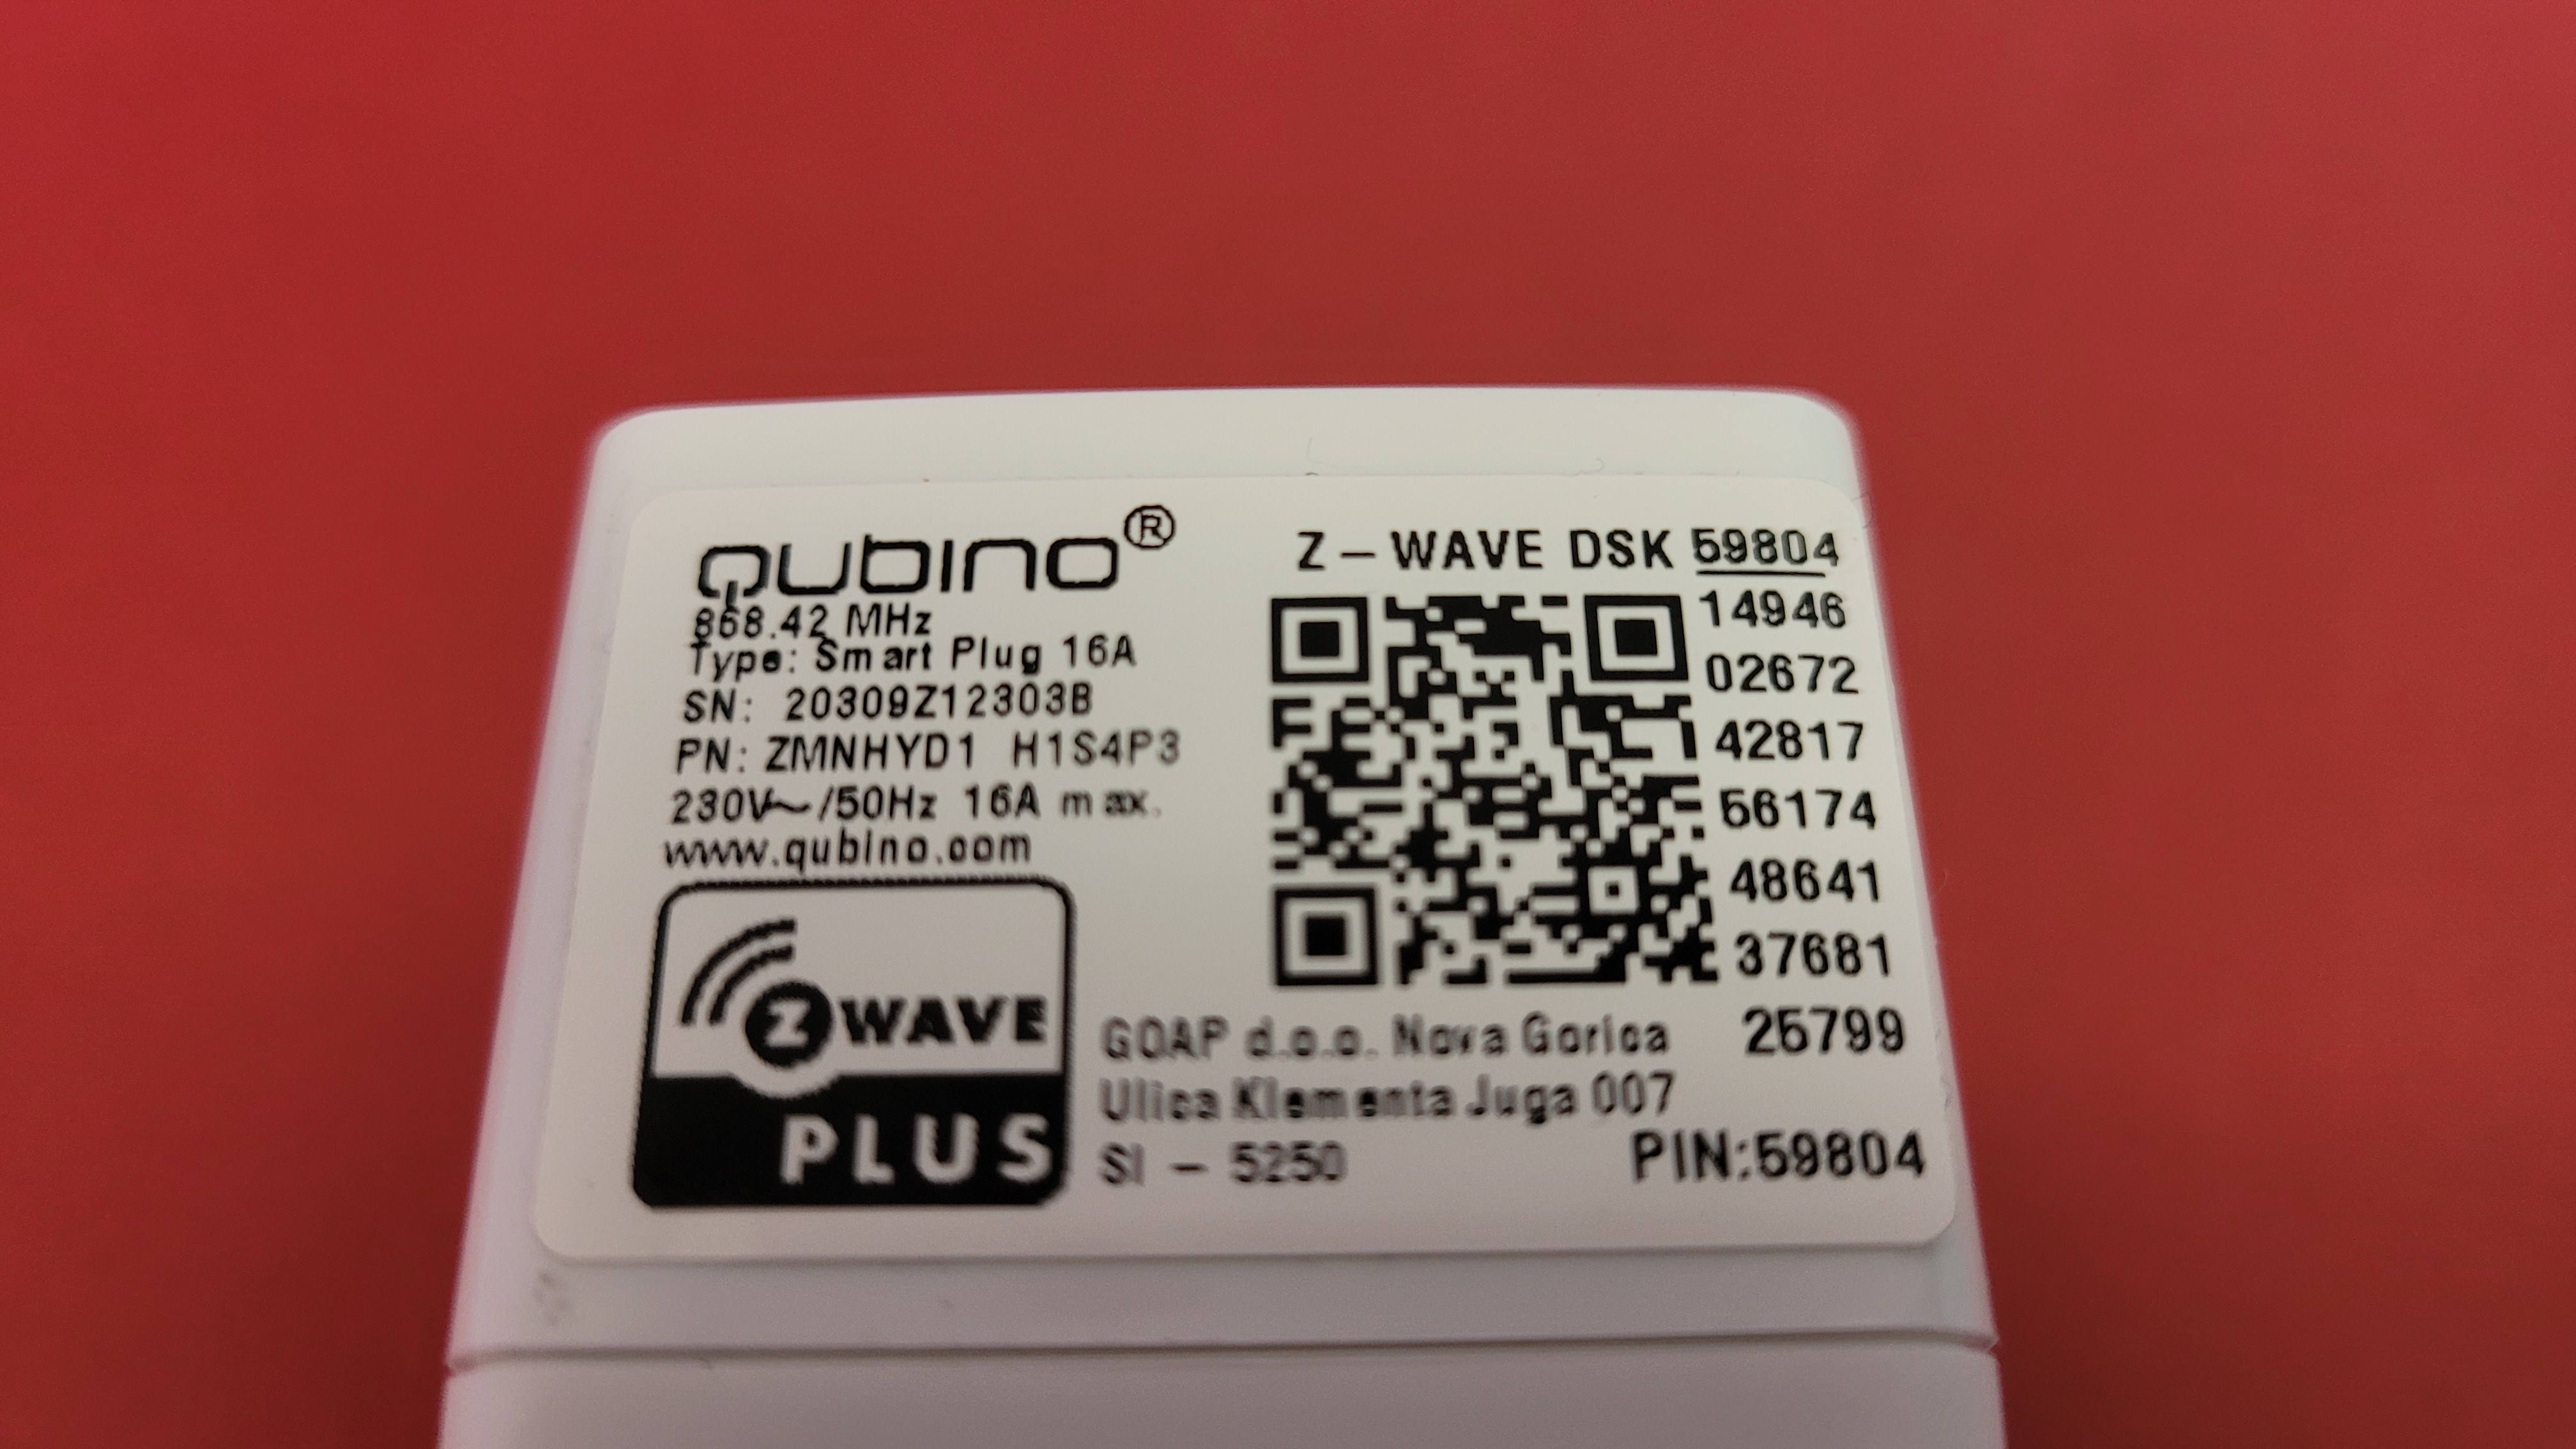 Qubino®
868.42 MHz
Type: Smart Plug 16A
SN: 20309Z12303B
PN: ZMNHYD1 H1S4P3
230V~/50Hz 16A max.
www.qubino.com
Z WAVE
PLUS
Z-WAVE DSK 59804
14946
02672
42817
56174
48641
37681
25799
GOAP d.o.o. Nova Gorica
Ulica Klementa Juga 007
SI - 5250
PIN:59804